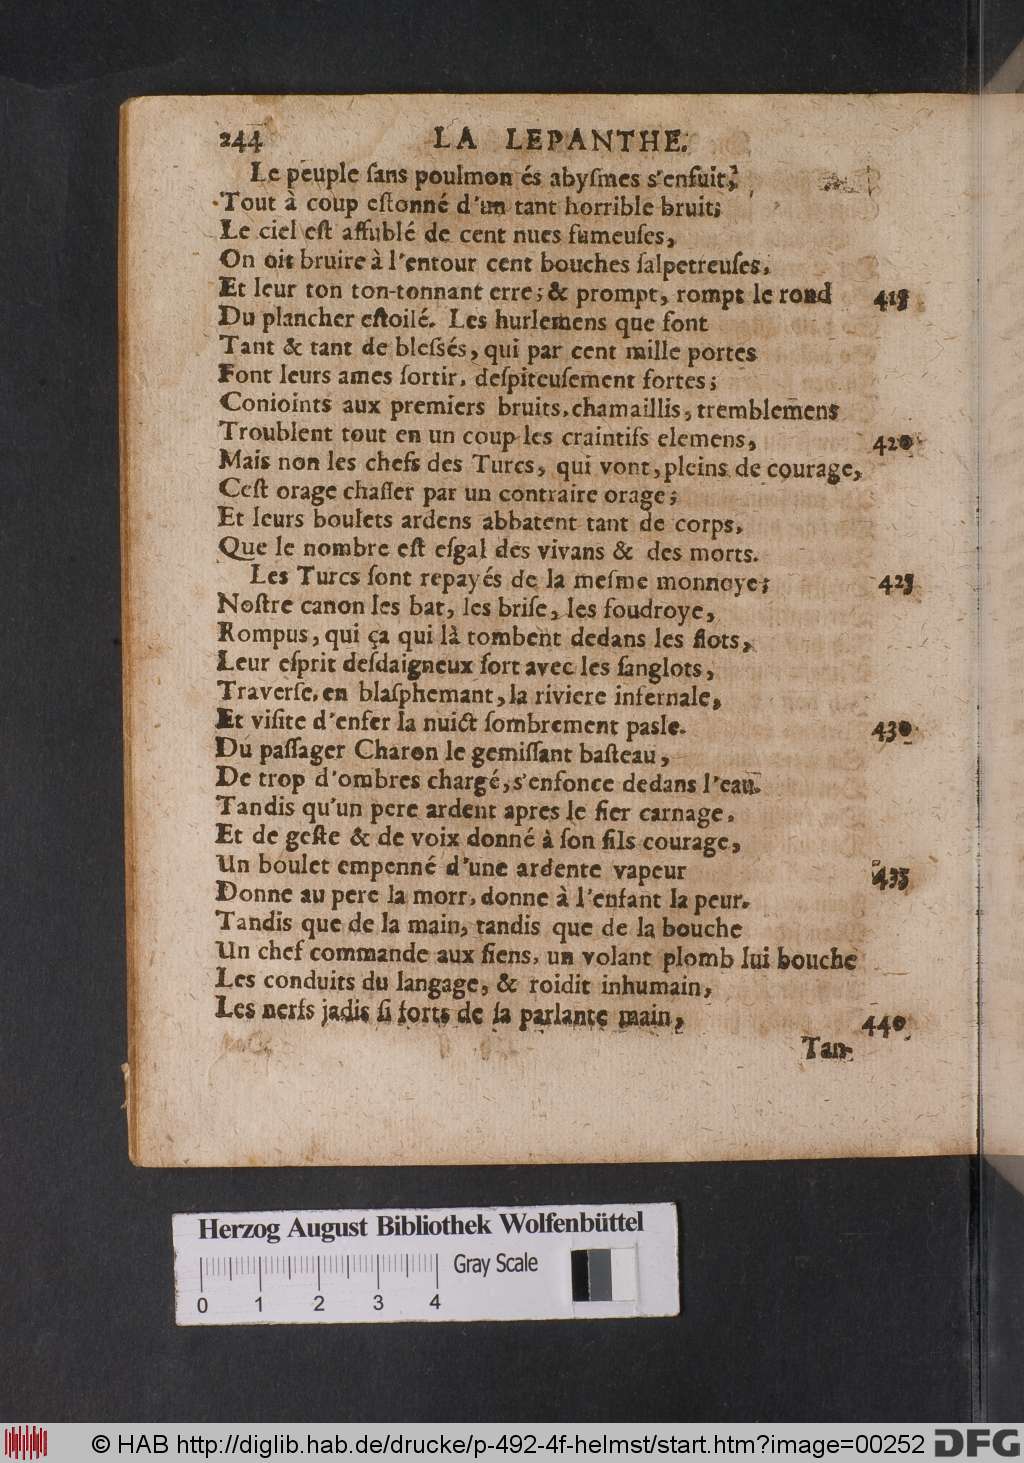 244 LA LEPANTHE.
Le peuple ſans poulmon és abyſmes s'enfuit,
Tout à coup eſtonné d'un tant horrible bruit;
Le ciel eſt affublé de cent nues fumeuſes,
On oit bruire à l'entour cent bouches ſalpetreuſes,
Et leur ton ton-tonnant erre; & prompt, rompt le rond 415
Du plancher eſtoilé. Les hurlemens que font
Tant & tant de bleſsés, qui par cent mille portes
Font leurs ames ſortir, deſpiteuſement fortes;
Conioints aux premiers bruits, chamaillis, tremblemens
Troublent tout en un coup les craintifs elemens, 420
Mais non les chefs des Turcs, qui vont, pleins de courage,
Ceſt orage chaſſer par un contraire orage;
Et leurs boulets ardens abbatent tant de corps,
Que le nombre eſt eſgal des vivans & des morts.
Les Turcs ſont repayés de la meſme monnoye; 425
Noſtre canon les bat, les briſe, les foudroye,
Rompus, qui ça qui là tombent dedans les flots,
Leur eſprit deſdaigneux ſort avec les ſanglots,
Traverſe, en blaſphemant, la riviere infernale,
Et viſite d'enfer la nuict ſombrement paſle. 430
Du paſſager Charon le gemiſſant baſteau,
De trop d'ombres chargé, s'enfonce dedans l'eau.
Tandis qu'un pere ardent apres le fier carnage,
Et de geſte & de voix donné à ſon fils courage,
Un boulet empenné d'une ardente vapeur 435
Donne au pere la mort, donne à l'enfant la peur.
Tandis que de la main, tandis que de la bouche
Un chef commande aux ſiens, un volant plomb lui bouche
Les conduits du langage, & roidit inhumain,
Les nerfs jadis ſi forts de ſa parlante main, 440
Tan-
Herzog August Bibliothek Wolfenbüttel
Gray Scale
0 1 2 3 4
© HAB http://diglib.hab.de/drucke/p-492-4f-helmst/start.htm?image=00252 DFG